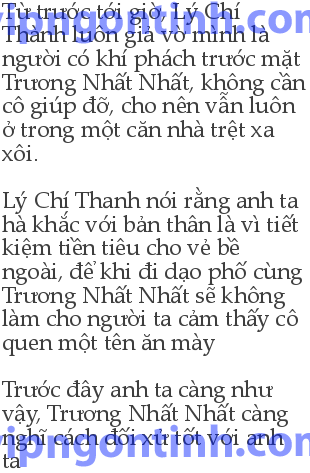 Từ trước tới giờ, Lý Chí
vipngontinh.com
Thanh luôn giả vờ mình là
người có khí phách trước mặt
Trương Nhất Nhất, không cần
cô giúp đỡ, cho nên vẫn luôn
ở trong một căn nhà trệt xa
xôi.
Lý Chí Thanh nói rằng anh ta
hà khắc với bản thân là vì tiết
kiệm tiền tiêu cho vẻ bề
ngoài, để khi đi dạo phố cùng
Trương Nhất Nhất sẽ không
làm cho người ta cảm thấy cô
quen một tên ăn mày
Trước đây anh ta càng như
vậy, Trương Nhất Nhất càng
nghĩ cách đối xử tốt với anh
vipngontinh.com
ta